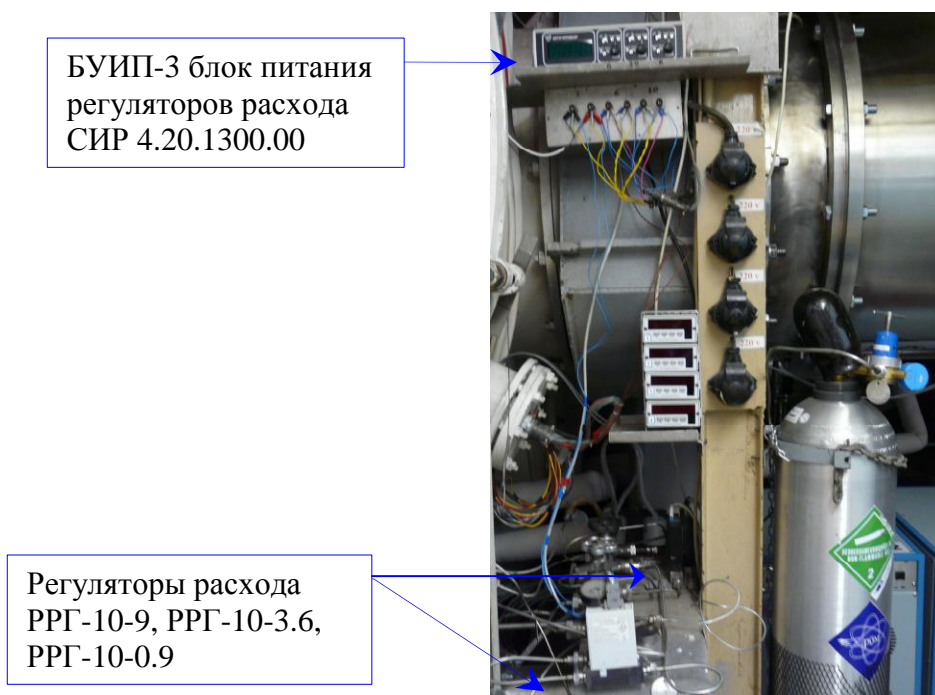 БУИП-3 блок питания
регуляторов расхода
СИР 4.20.1300.00
220 v
220 v
220 v
220 v
Регуляторы расхода
РРГ-10-9, РРГ-10-3.6,
РРГ-10-0.9
2